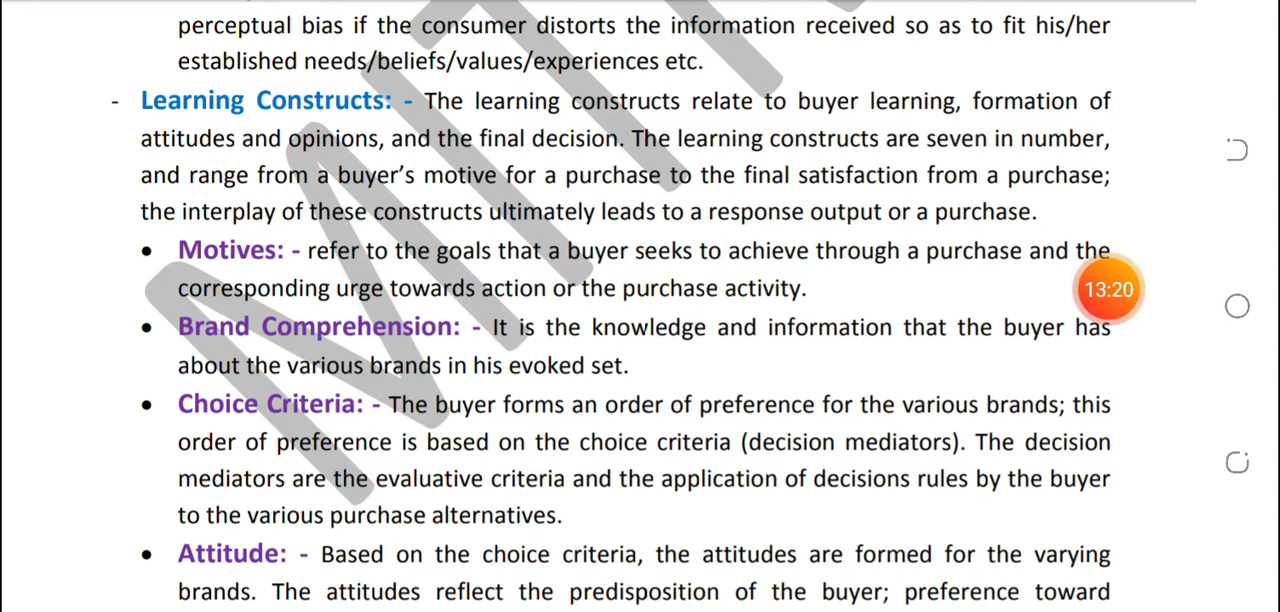 perceptual bias if the consumer distorts the information received so as to fit his/her
established needs/beliefs/values/experiences etc.
- Learning Constructs: - The learning constructs relate to buyer learning, formation of
attitudes and opinions, and the final decision. The learning constructs are seven in number,
and range from a buyer's motive for a purchase to the final satisfaction from a purchase;
the interplay of these constructs ultimately leads to a response output or a purchase.
• Motives: - refer to the goals that a buyer seeks to achieve through a purchase and the
corresponding urge towards action or the purchase activity.
13:20
• Brand Comprehension: - It is the knowledge and information that the buyer has
about the various brands in his evoked set.
• Choice Criteria: - The buyer forms an order of preference for the various brands; this
order of preference is based on the choice criteria (decision mediators). The decision
mediators are the evaluative criteria and the application of decisions rules by the buyer
to the various purchase alternatives.
• Attitude: - Based on the choice criteria, the attitudes are formed for the varying
brands. The attitudes reflect the predisposition of the buyer; preference toward